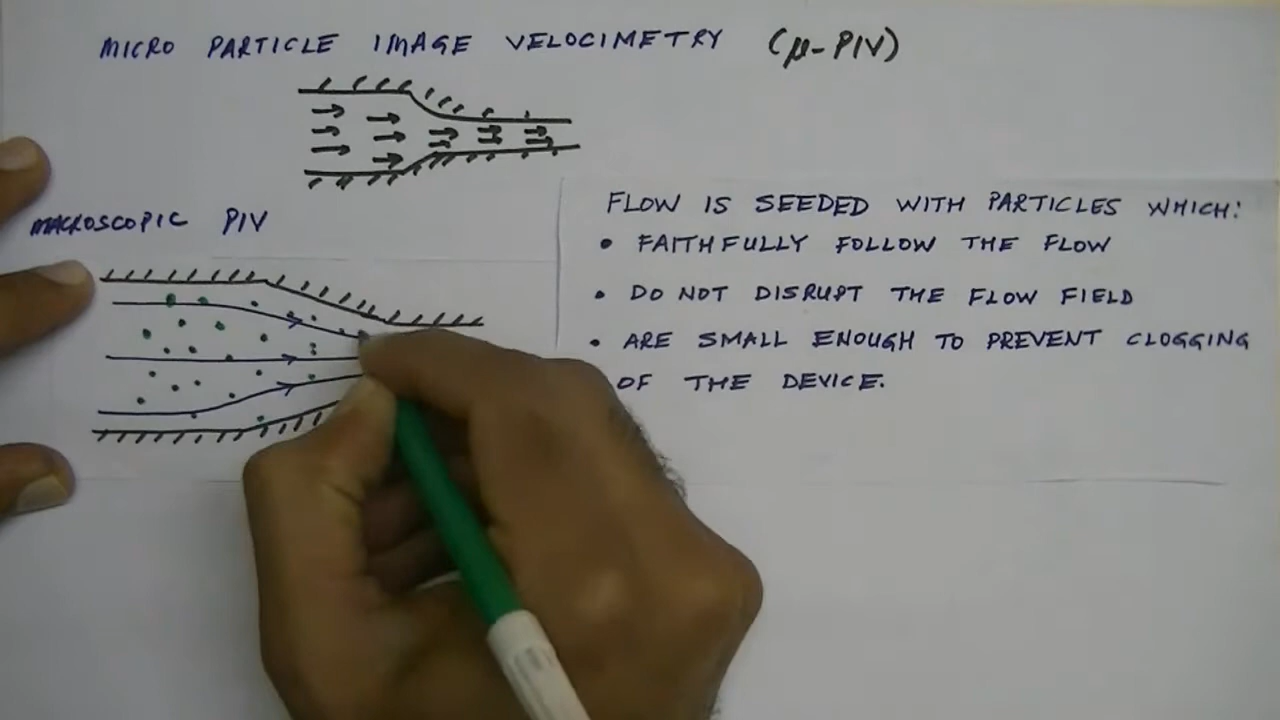 MICRO PARTICLE IMAGE VELOCIMETRY (μ-PIV)
MACROSCOPIC PIV
FLOW IS SEEDED WITH PARTICLES WHICH:
• FAITHFULLY FOLLOW THE FLOW
• DO NOT DISRUPT THE FLOW FIELD
• ARE SMALL ENOUGH TO PREVENT CLOGGING
OF THE DEVICE.